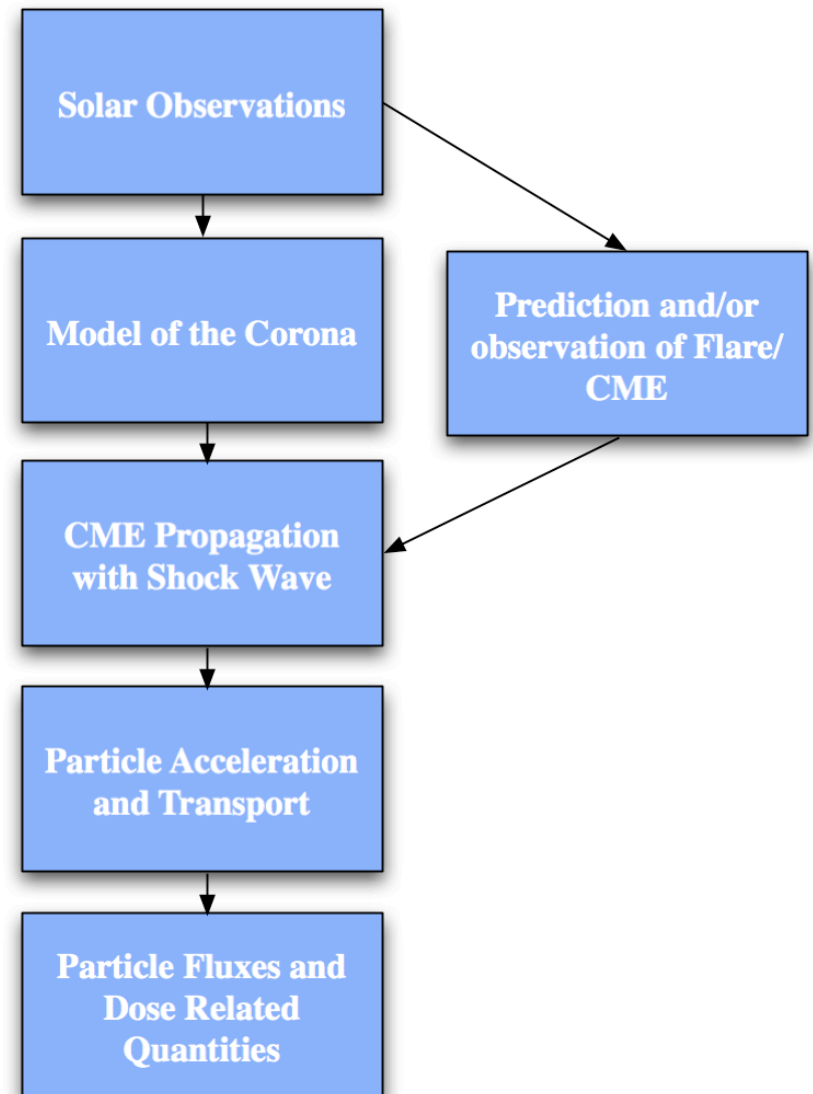 Solar Observations
Model of the Corona
Prediction and/or
observation of Flare/
CME
CME Propagation
with Shock Wave
Particle Acceleration
and Transport
Particle Fluxes and
Dose Related
Quantities